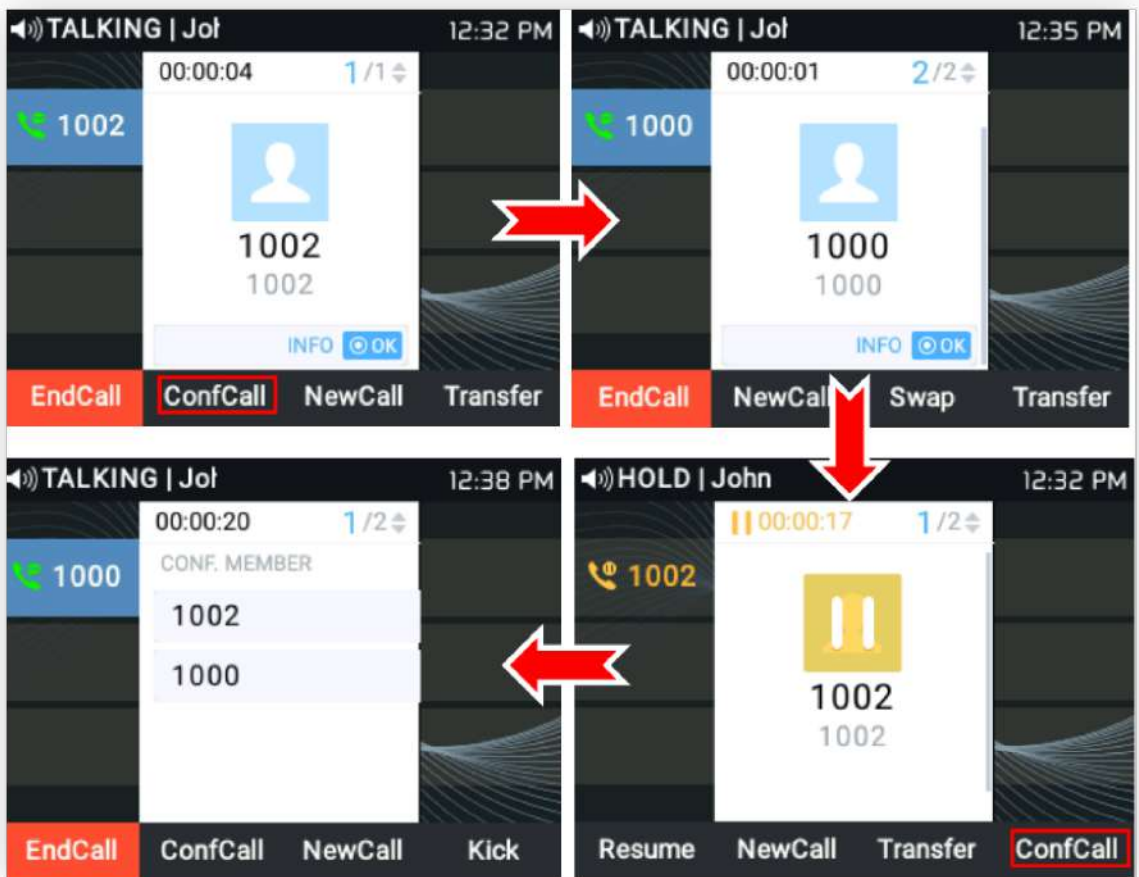 TALKING | Joł
12:32 PM
00:00:04
1/1
1002
1002
1002
INFO OK
EndCall
ConfCall
NewCall
Transfer
TALKING | Joł
12:35 PM
00:00:01
2/2
1000
1000
1000
INFO OK
EndCall
NewCall
Swap
Transfer
HOLD | John
12:32 PM
00:00:17
1/2
1002
1002
1002
Resume
NewCall
Transfer
ConfCall
TALKING | Joł
12:38 PM
00:00:20
1/2
1000
CONF. MEMBER
1002
1000
EndCall
ConfCall
NewCall
Kick